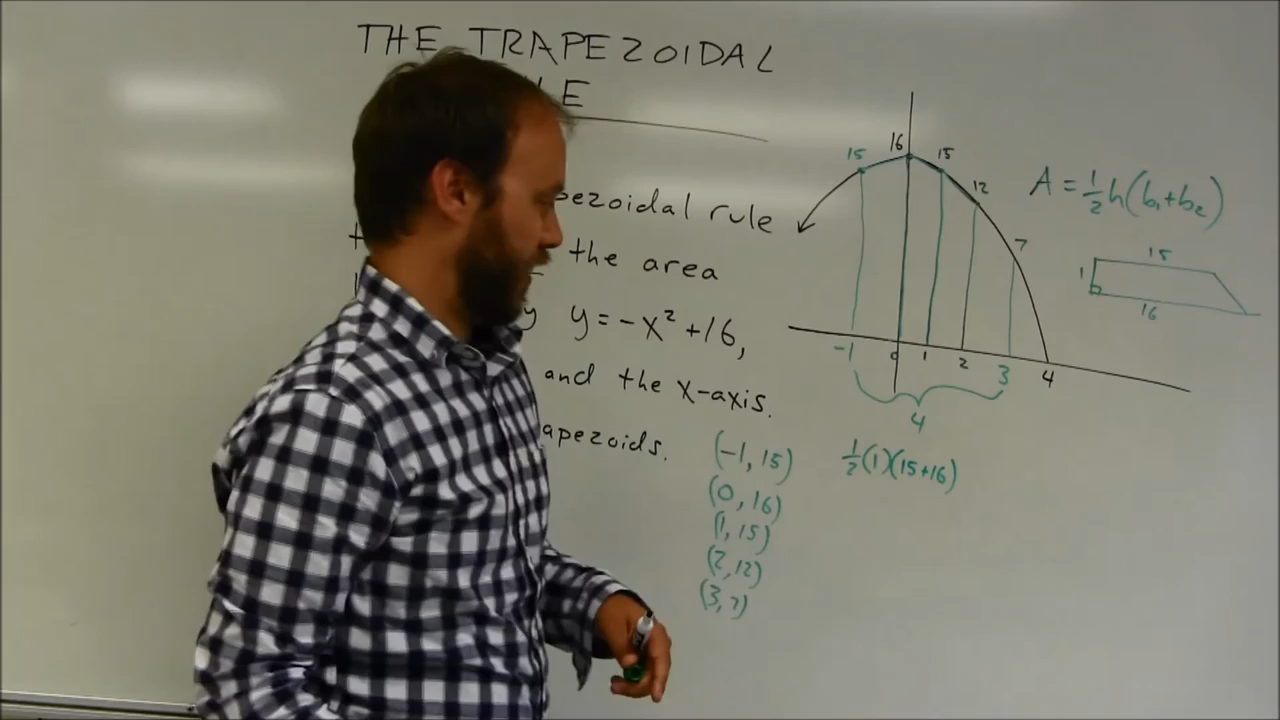 THE TRAPEZOIDAL
E
pezoidal rule
the area
y y = -x² + 16,
and the x-axis.
apezoids.
(-1, 15)
(0, 16)
(1, 15)
(2, 12)
(3, 7)
15 16 15 12 7
-1 0 1 2 3 4
4
½(1)(15+16)
A = ½h(b₁+b₂)
15
1
16